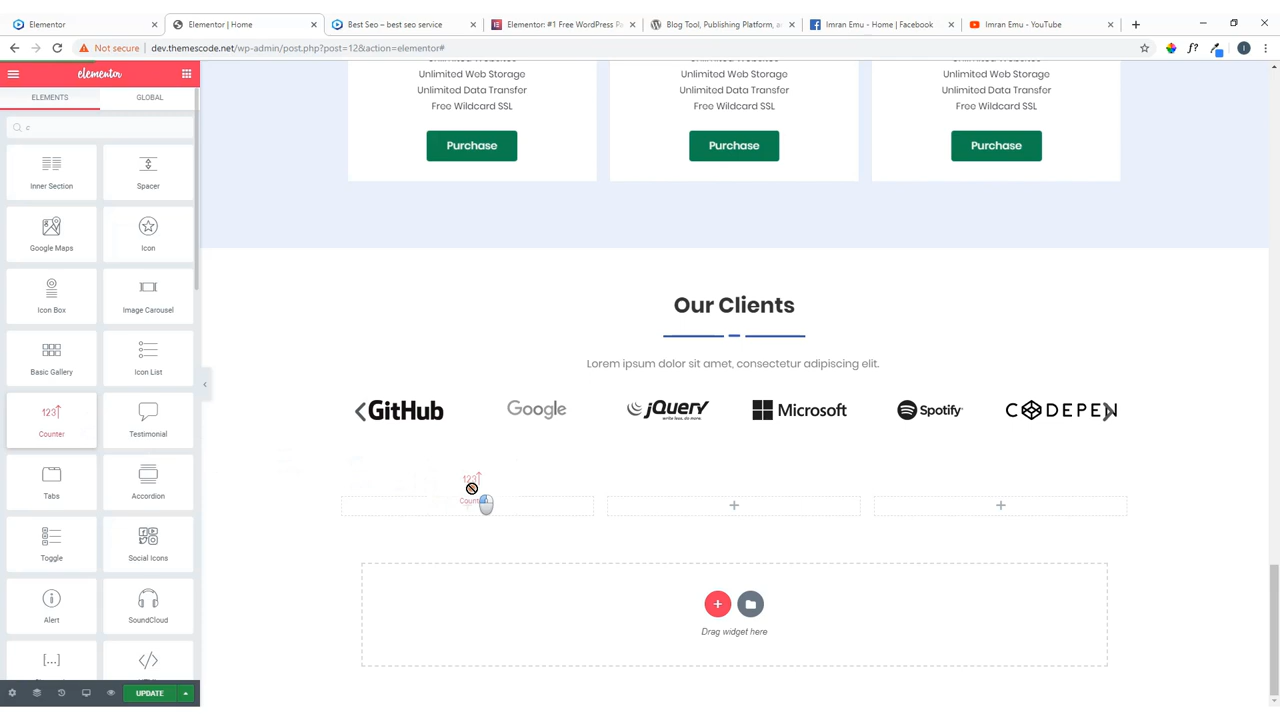 Elementor
Elementor | Home
Best Seo – best seo service
Elementor: #1 Free WordPress Pa
Blog Tool, Publishing Platform, an
Imran Emu - Home | Facebook
Imran Emu - YouTube
Not secure
dev.themescode.net/wp-admin/post.php?post=12&action=elementor#
elementor
ELEMENTS
GLOBAL
c
Inner Section
Spacer
Google Maps
Icon
Icon Box
Image Carousel
Basic Gallery
Icon List
Counter
Testimonial
Tabs
Accordion
Toggle
Social Icons
Alert
SoundCloud
UPDATE
Unlimited Web Storage
Unlimited Data Transfer
Free Wildcard SSL
Purchase
Unlimited Web Storage
Unlimited Data Transfer
Free Wildcard SSL
Purchase
Unlimited Web Storage
Unlimited Data Transfer
Free Wildcard SSL
Purchase
Our Clients
Lorem ipsum dolor sit amet, consectetur adipiscing elit.
GitHub
Google
jQuery
write less, do more.
Microsoft
Spotify
CODEPEN
Drag widget here